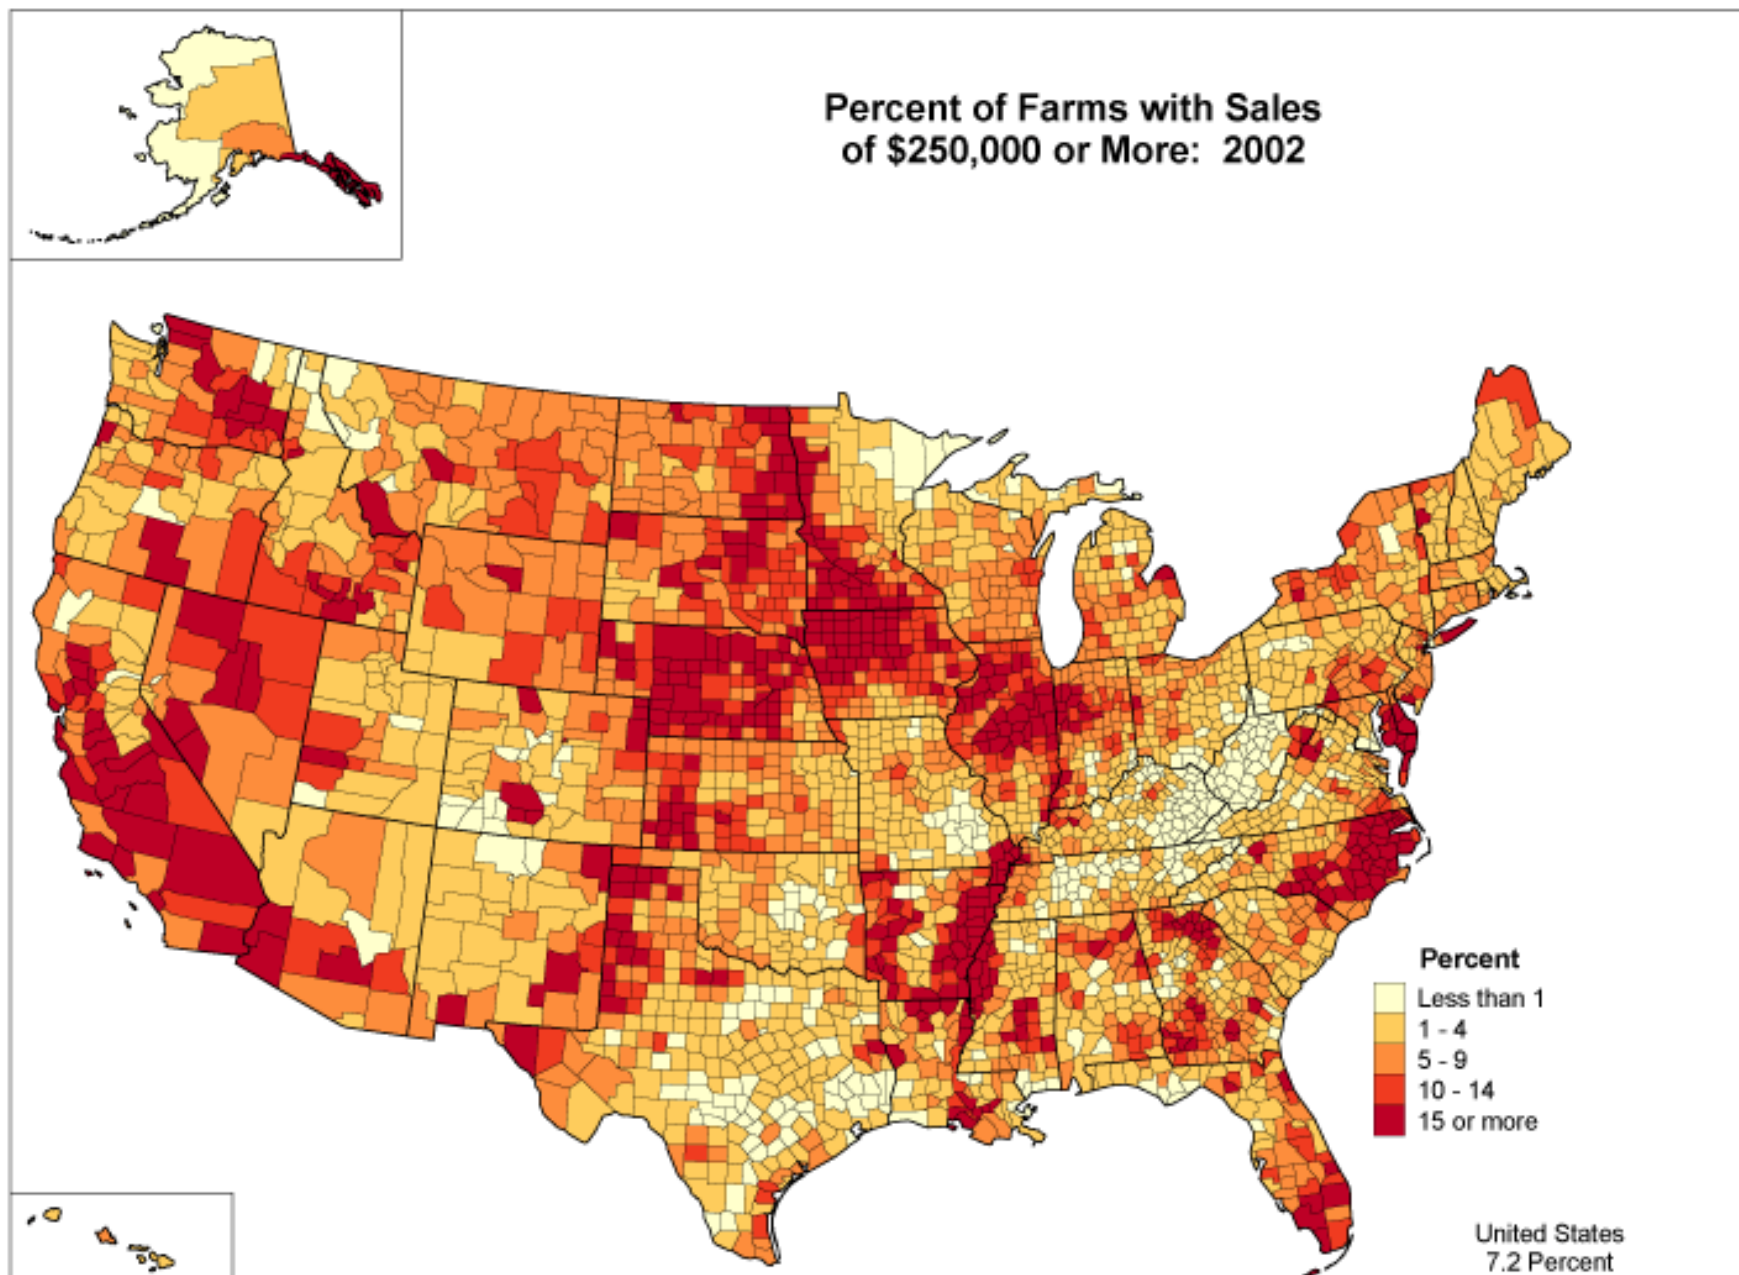 Percent of Farms with Sales
of $250,000 or More: 2002
Percent
Less than 1
1 - 4
5 - 9
10 - 14
15 or more
United States
7.2 Percent